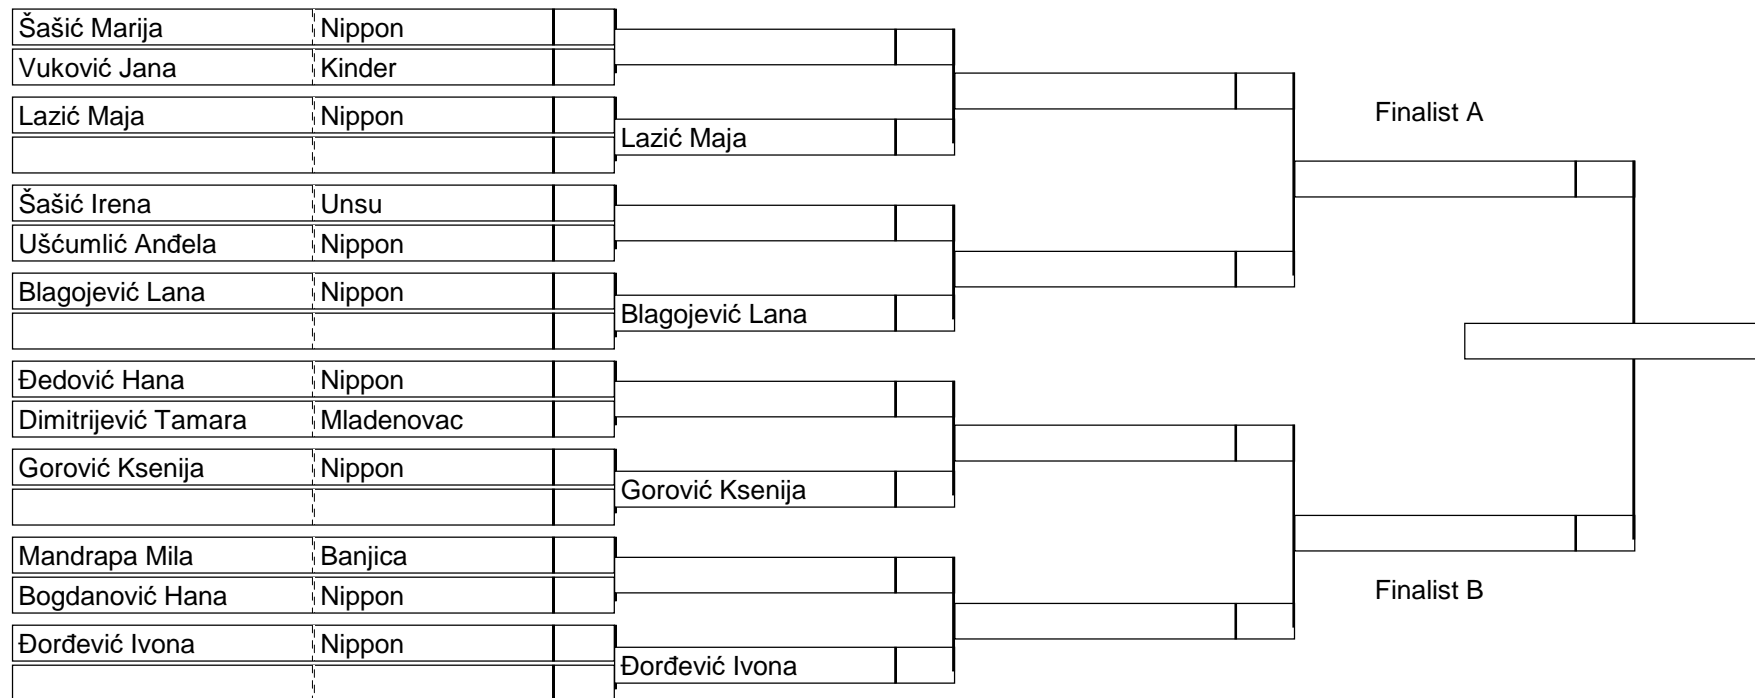 Šašić Marija Nippon
Vuković Jana Kinder
Lazić Maja Nippon
Lazić Maja
Finalist A
Šašić Irena Unsu
Ušćumlić Anđela Nippon
Blagojević Lana Nippon
Blagojević Lana
Đedović Hana Nippon
Dimitrijević Tamara Mladenovac
Gorović Ksenija Nippon
Gorović Ksenija
Mandrapa Mila Banjica
Bogdanović Hana Nippon
Finalist B
Đorđević Ivona Nippon
Đorđević Ivona